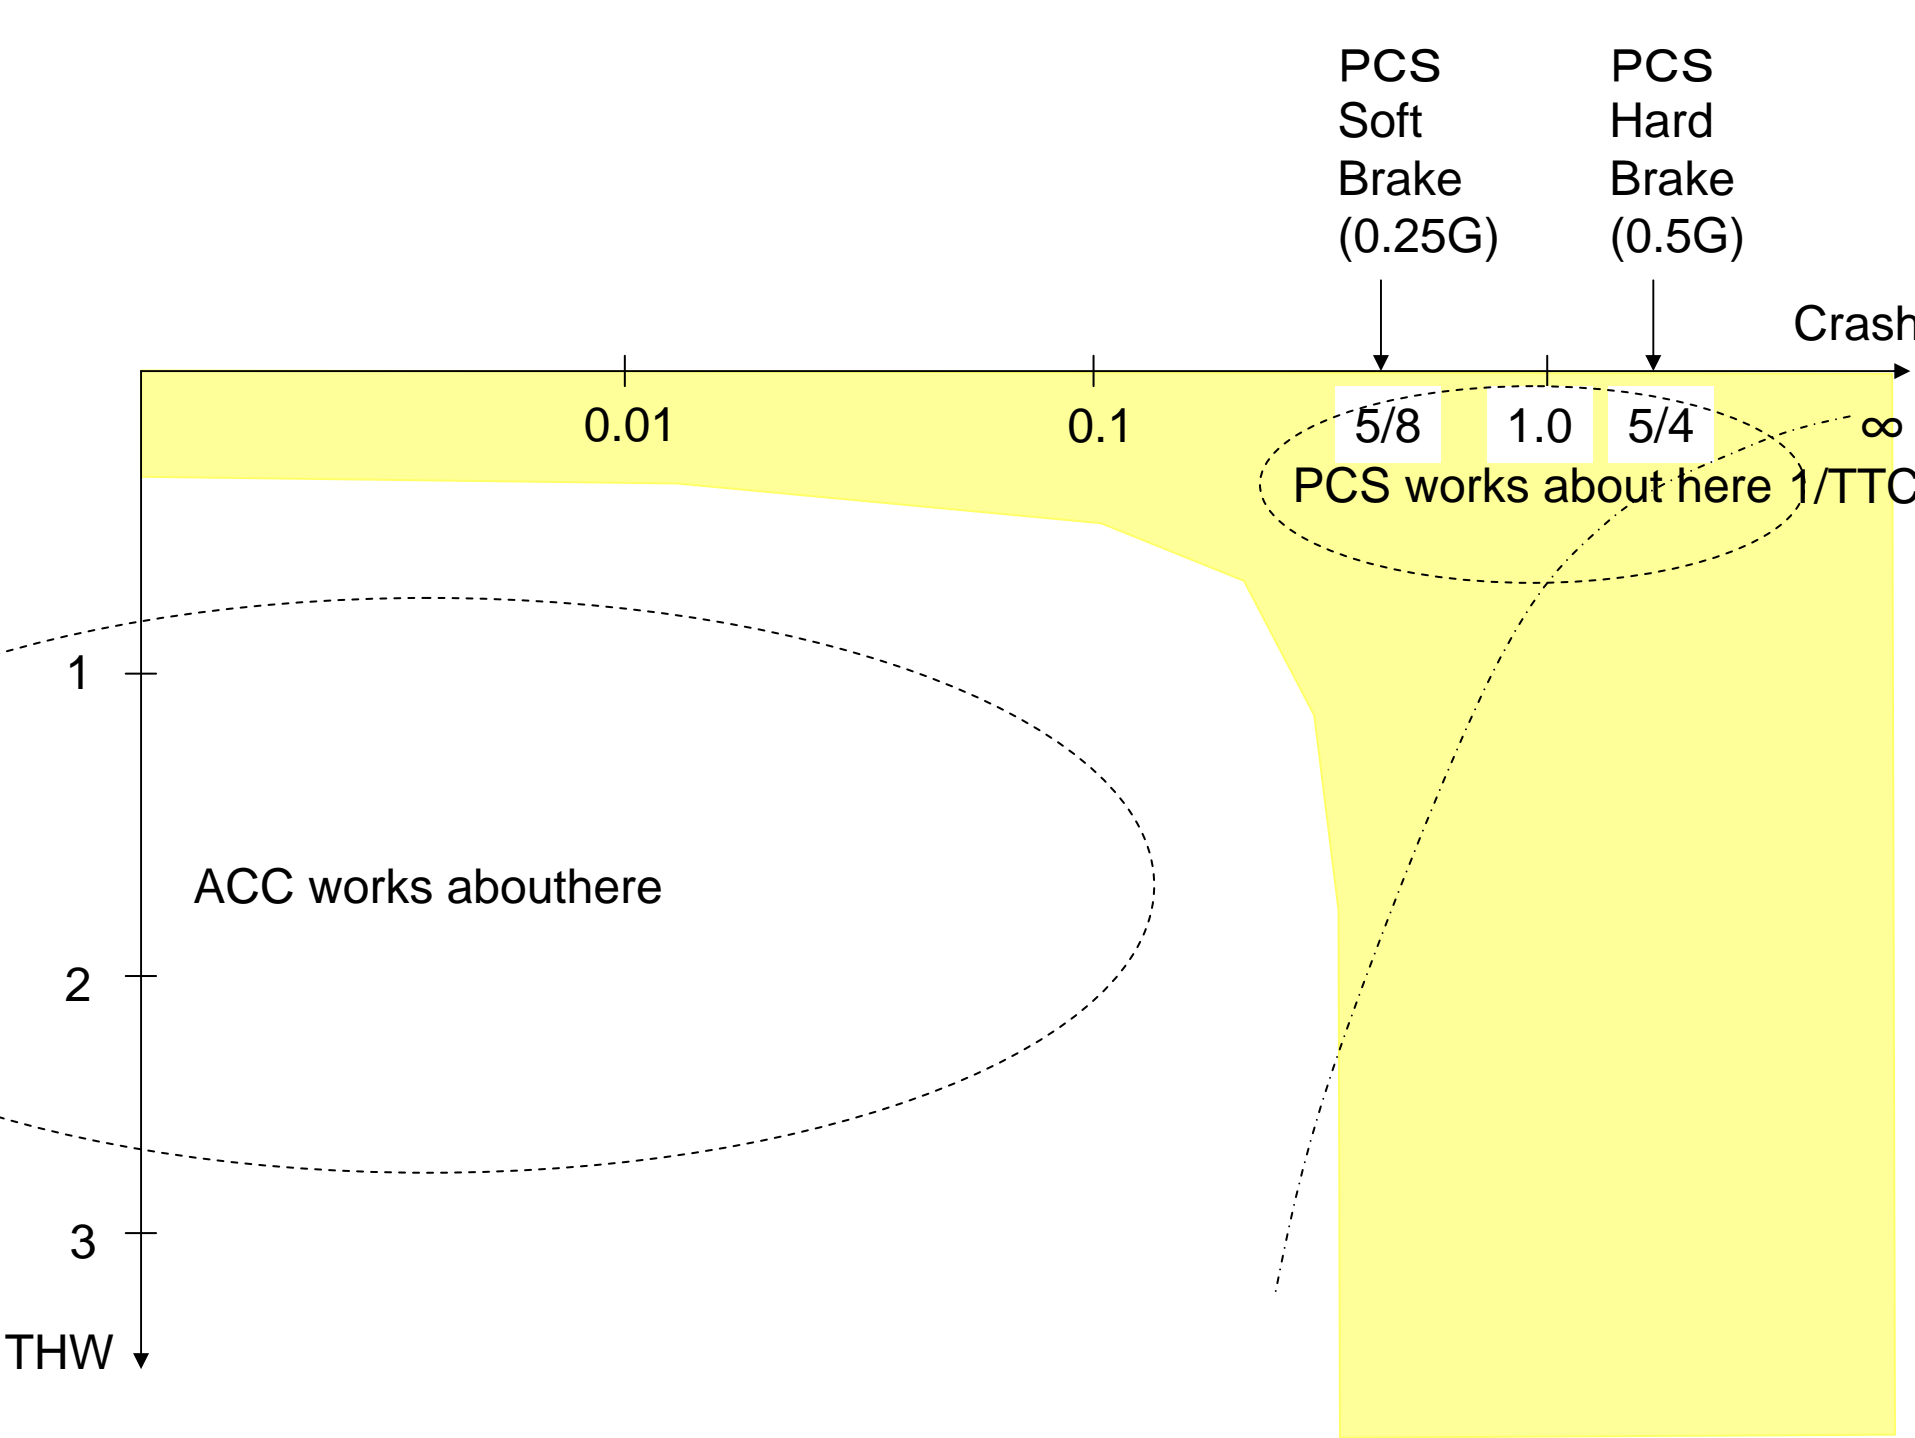 PCS
Soft
Brake
(0.25G)
PCS
Hard
Brake
(0.5G)
Crash
0.01
0.1
5/8
1.0
5/4
∞
PCS works about here
1/TTC
1
ACC works abouthere
2
3
THW